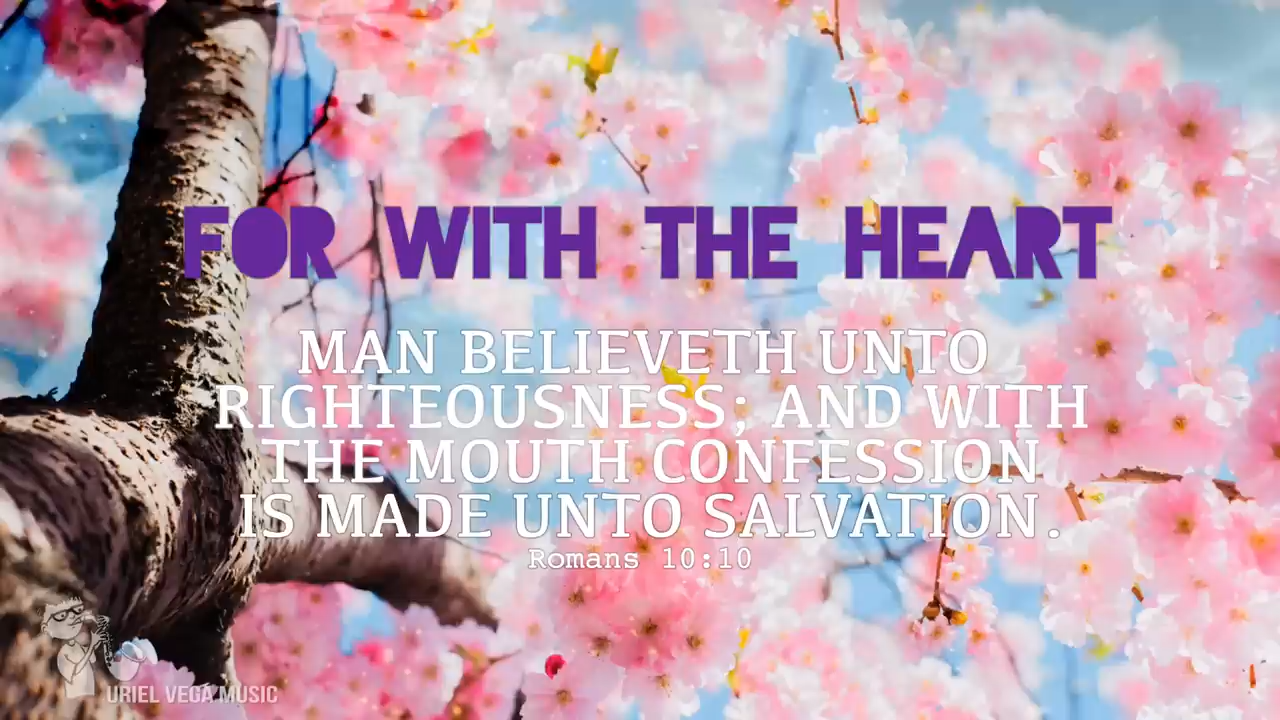 FOR WITH THE HEART
MAN BELIEVETH UNTO
RIGHTEOUSNESS; AND WITH
THE MOUTH CONFESSION
IS MADE UNTO SALVATION.
Romans 10:10
URIEL VEGA MUSIC